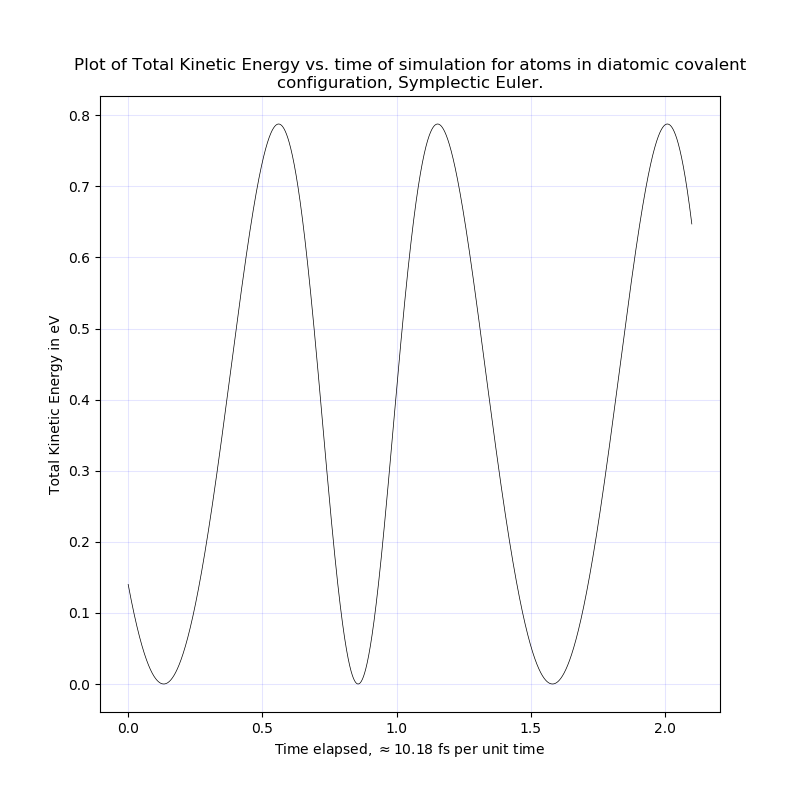 Plot of Total Kinetic Energy vs. time of simulation for atoms in diatomic covalent
configuration, Symplectic Euler.
Total Kinetic Energy in eV
0.8
0.7
0.6
0.5
0.4
0.3
0.2
0.1
0.0
0.0 0.5 1.0 1.5 2.0
Time elapsed, ≈10.18 fs per unit time